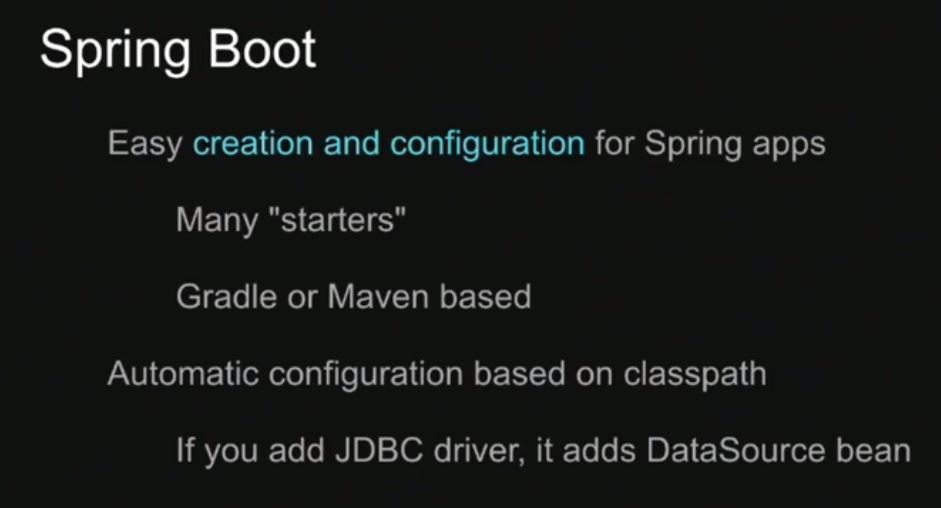 Spring Boot
Easy creation and configuration for Spring apps
Many "starters"
Gradle or Maven based
Automatic configuration based on classpath
If you add JDBC driver, it adds DataSource bean